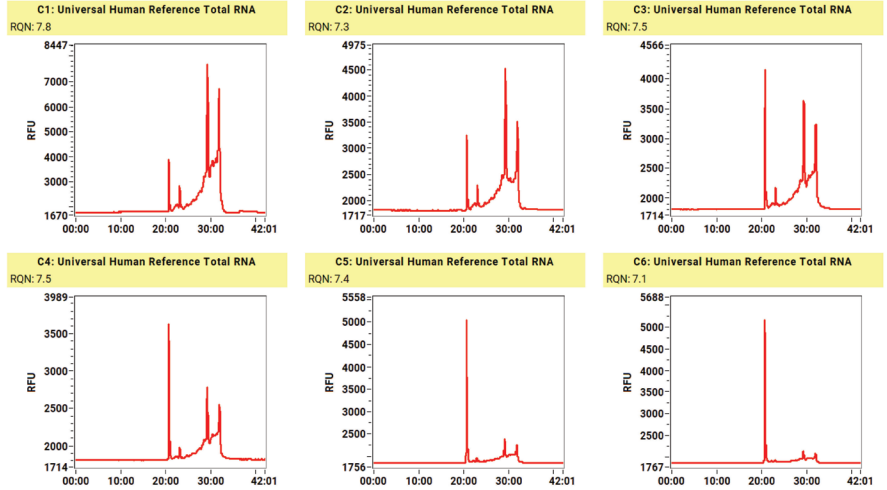 C1: Universal Human Reference Total RNA
RQN: 7.8
8447
7000
6000
5000
4000
3000
1670
RFU
00:00 10:00 20:00 30:00 42:01
C2: Universal Human Reference Total RNA
RQN: 7.3
4975
4500
4000
3500
3000
2500
2000
1717
RFU
00:00 10:00 20:00 30:00 42:01
C3: Universal Human Reference Total RNA
RQN: 7.5
4566
4000
3500
3000
2500
2000
1714
RFU
00:00 10:00 20:00 30:00 42:01
C4: Universal Human Reference Total RNA
RQN: 7.5
3989
3500
3000
2500
2000
1714
RFU
00:00 10:00 20:00 30:00 42:01
C5: Universal Human Reference Total RNA
RQN: 7.4
5558
5000
4500
4000
3500
3000
2500
1756
RFU
00:00 10:00 20:00 30:00 42:01
C6: Universal Human Reference Total RNA
RQN: 7.1
5688
5000
4500
4000
3500
3000
2500
1767
RFU
00:00 10:00 20:00 30:00 42:01